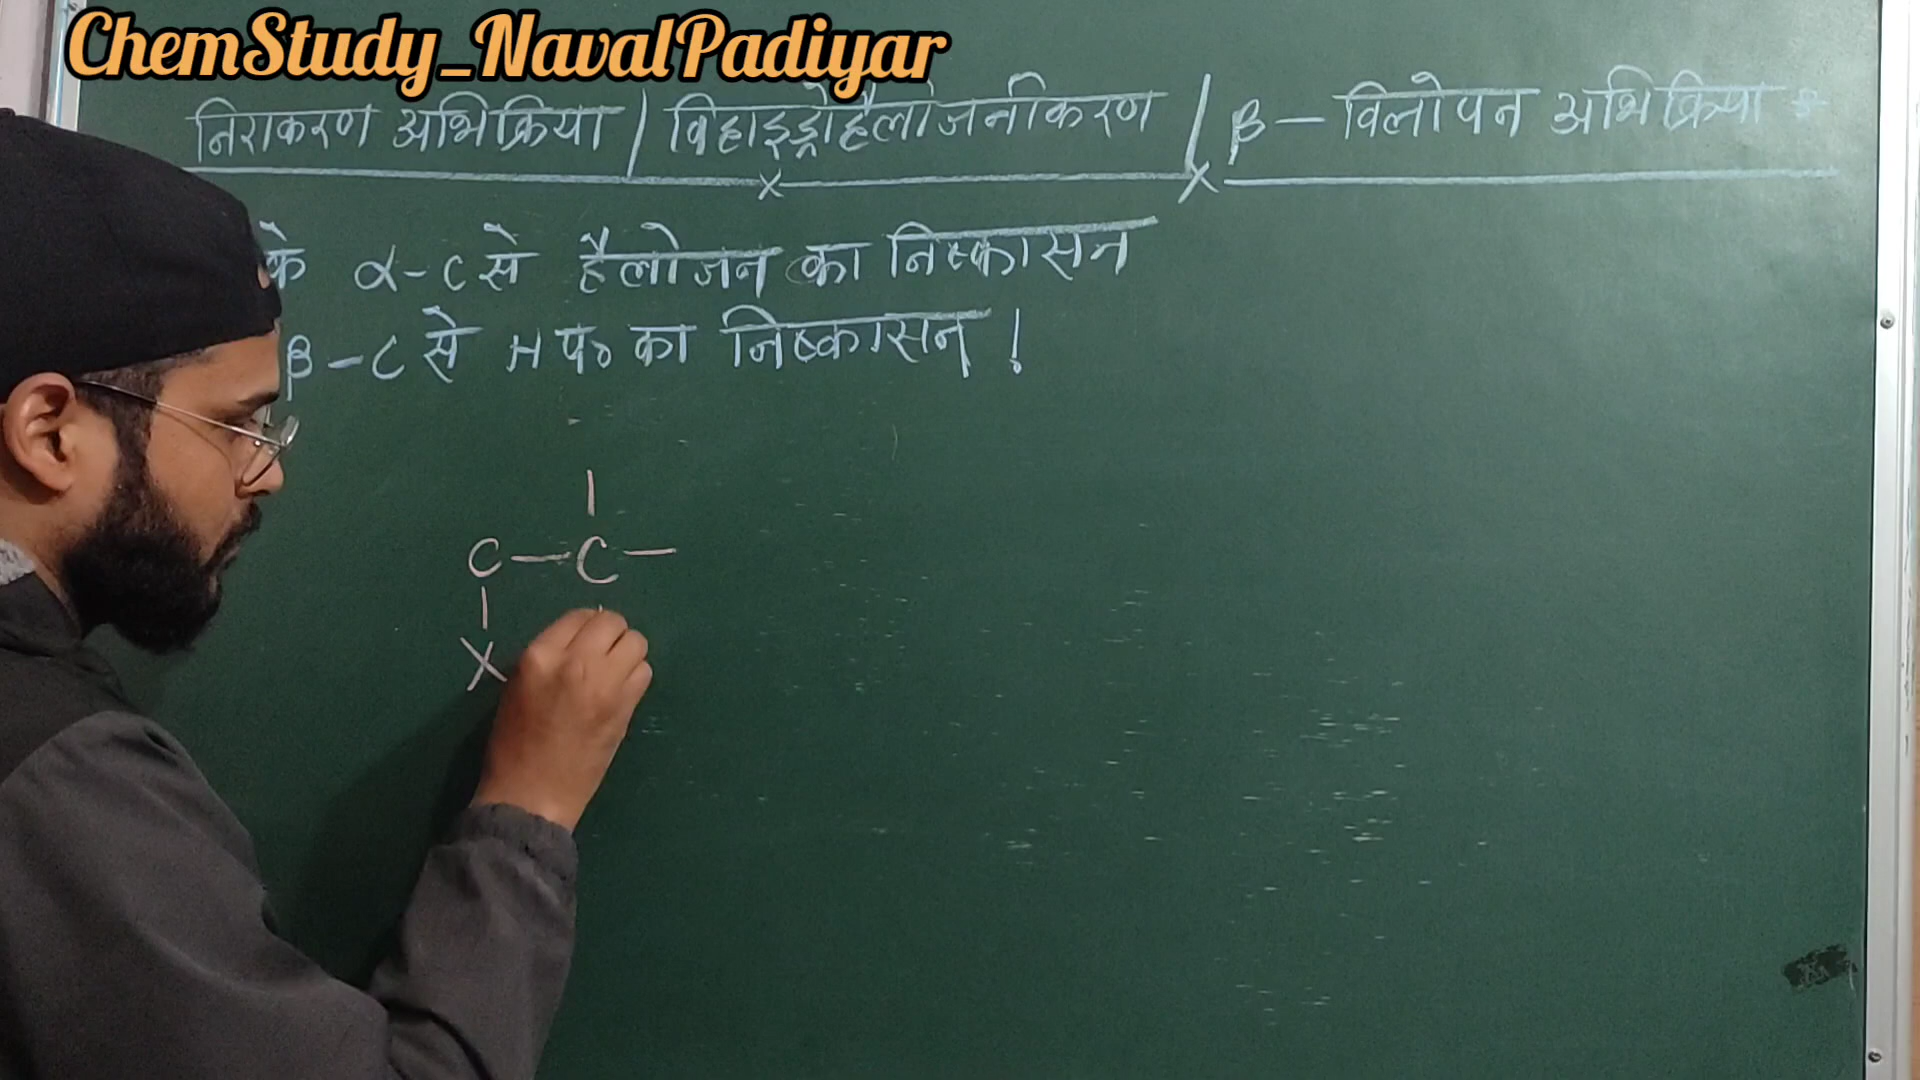 ChemStudy_NavalPadiyar
निराकरण अभिक्रिया / विहाइड्रोहैलोजनीकरण / β - विलोपन अभिक्रिया
के α-C से हैलोजन का निष्कासन
β-C से H प० का निष्कासन !
C — C —
X